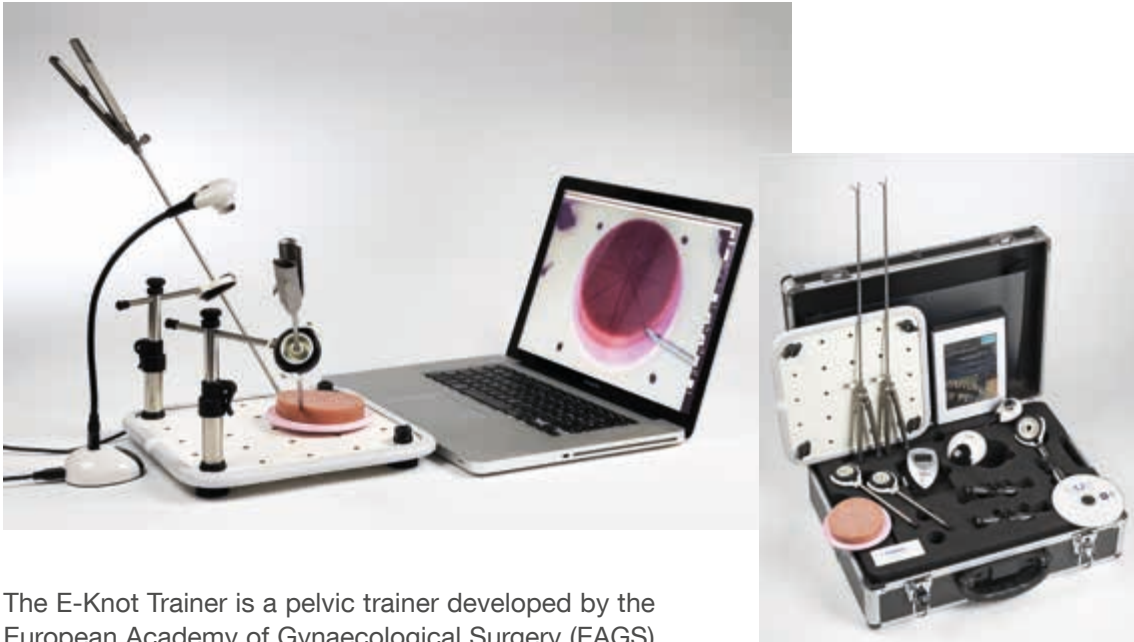 The E-Knot Trainer is a pelvic trainer developed by the
European Academy of Gynaecological Surgery (EAGS)